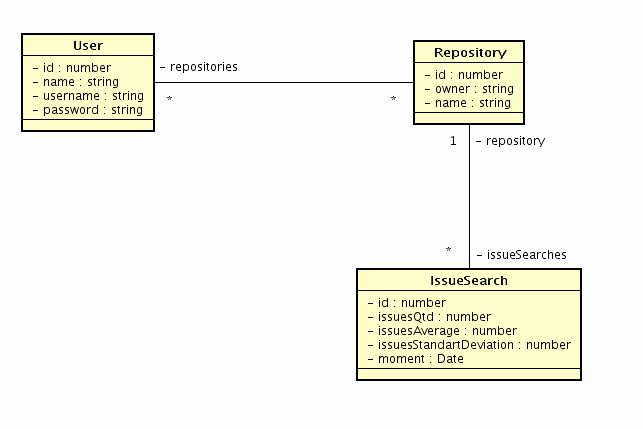 User
- id : number
- name : string
- username : string
- password : string
- repositories
*
*
Repository
- id : number
- owner : string
- name : string
1
- repository
*
- issueSearches
IssueSearch
- id : number
- issuesQtd : number
- issuesAverage : number
- issuesStandartDeviation : number
- moment : Date